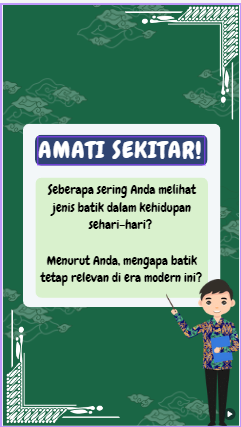 AMATI SEKITAR!
Seberapa sering Anda melihat
jenis batik dalam kehidupan
sehari-hari?
Menurut Anda, mengapa batik
tetap relevan di era modern ini?